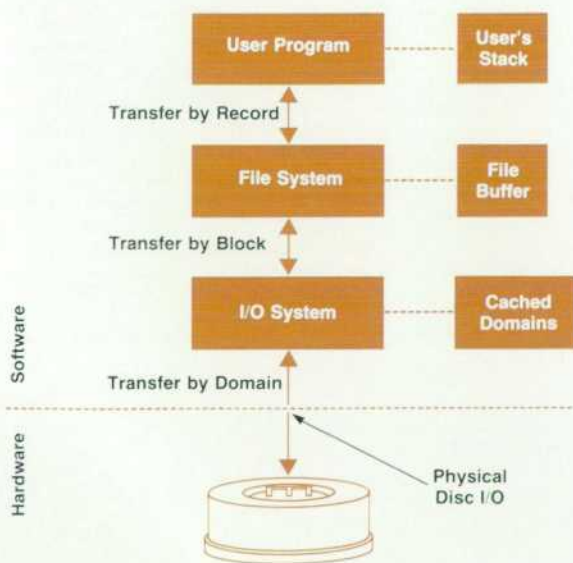 User Program
User's
Stack
Transfer by Record
File System
File
Buffer
Transfer by Block
I/O System
Cached
Domains
Software
Transfer by Domain
Hardware
Physical
Disc I/O